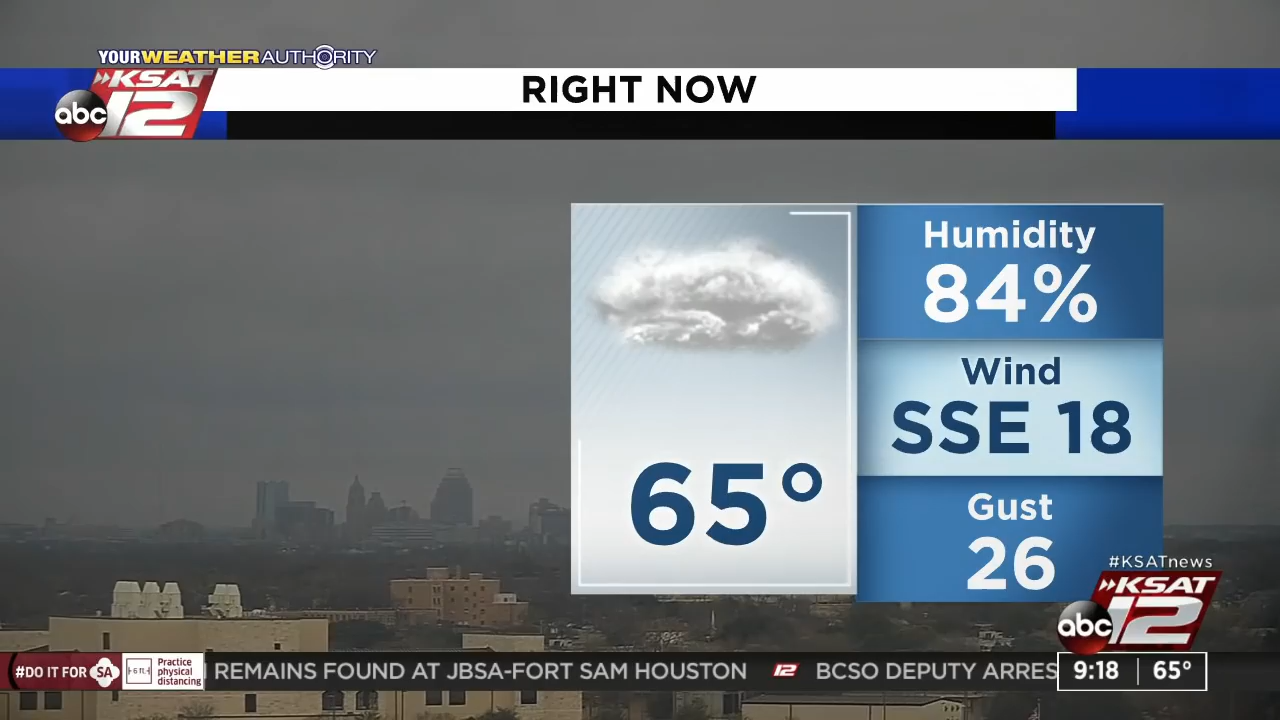 YOURWEATHERAUTHORITY
KSAT
abc 12
RIGHT NOW
Humidity
84%
Wind
SSE 18
65°
Gust
26
#KSATnews
KSAT
abc 12
#DO IT FOR SA
6 ft.
Practice
physical
distancing
REMAINS FOUND AT JBSA-FORT SAM HOUSTON 12 BCSO DEPUTY ARRES
9:18 65°